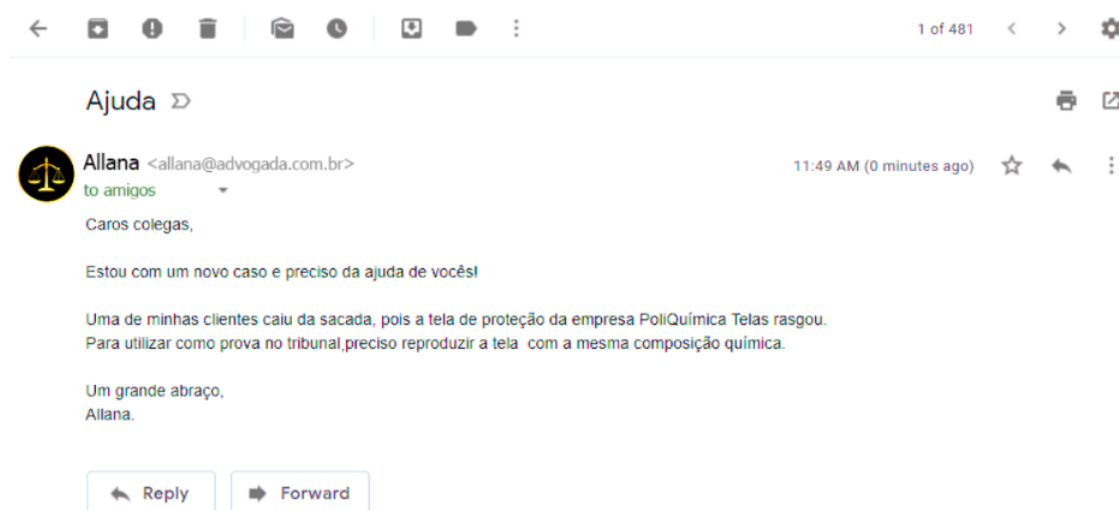 1 of 481
Ajuda
Allana <allana@advogada.com.br>
11:49 AM (0 minutes ago)
to amigos
Caros colegas,
Estou com um novo caso e preciso da ajuda de vocês!
Uma de minhas clientes caiu da sacada, pois a tela de proteção da empresa PoliQuímica Telas rasgou.
Para utilizar como prova no tribunal,preciso reproduzir a tela  com a mesma composição química.
Um grande abraço,
Allana.
Reply
Forward